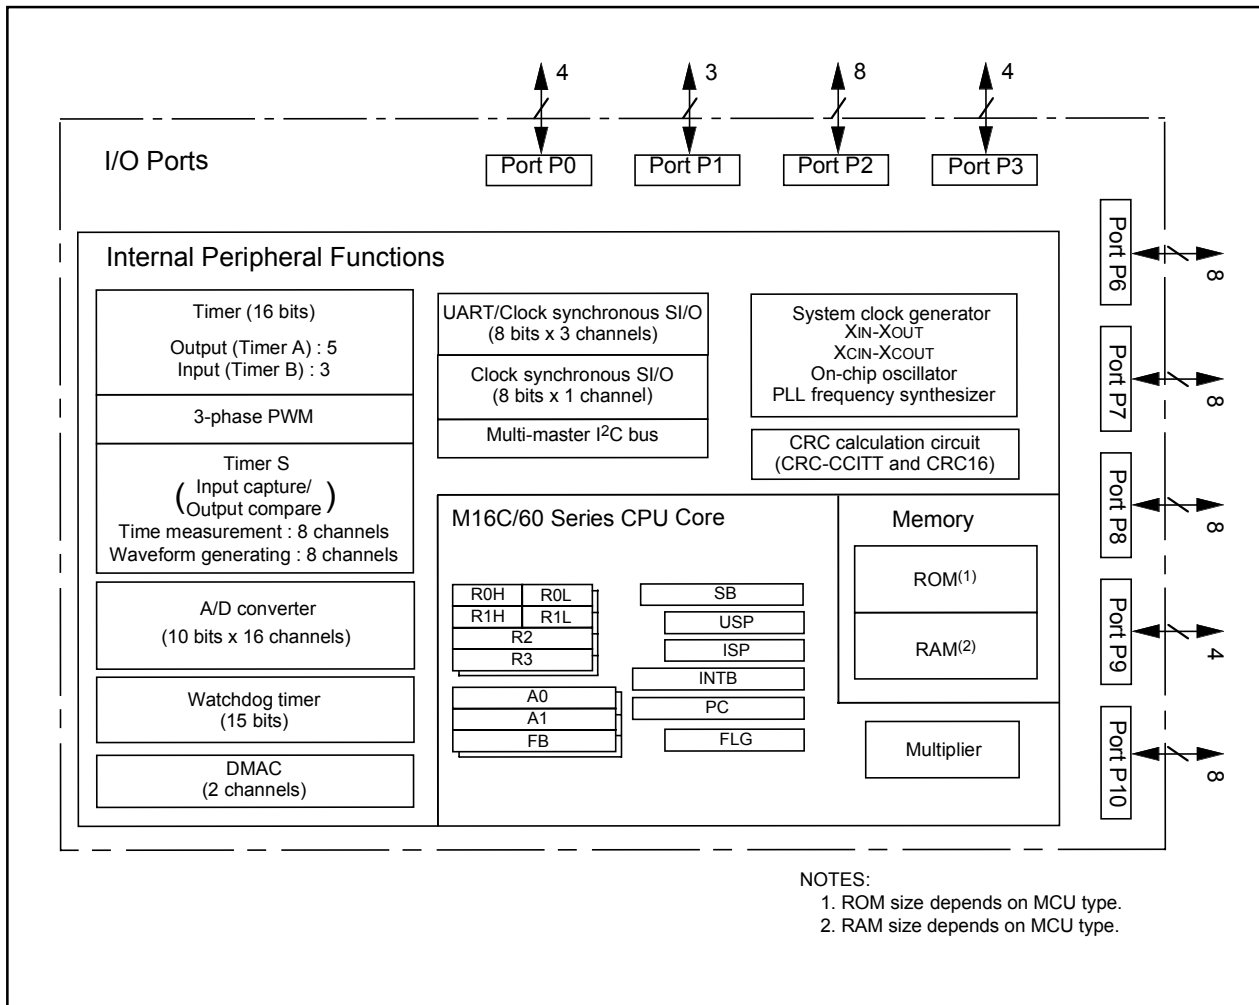 4
3
8
4
I/O Ports
Port P0
Port P1
Port P2
Port P3
Internal Peripheral Functions
Timer (16 bits)
Output (Timer A) : 5
Input (Timer B) : 3
3-phase PWM
Timer S
(Input capture/
Output compare)
Time measurement : 8 channels
Waveform generating : 8 channels
A/D converter
(10 bits x 16 channels)
Watchdog timer
(15 bits)
DMAC
(2 channels)
UART/Clock synchronous SI/O
(8 bits x 3 channels)
Clock synchronous SI/O
(8 bits x 1 channel)
Multi-master I2C bus
System clock generator
XIN-XOUT
XCIN-XCOUT
On-chip oscillator
PLL frequency synthesizer
CRC calculation circuit
(CRC-CCITT and CRC16)
M16C/60 Series CPU Core
R0H
R0L
R1H
R1L
R2
R3
A0
A1
FB
SB
USP
ISP
INTB
PC
FLG
Memory
ROM(1)
RAM(2)
Multiplier
Port P6
8
Port P7
8
Port P8
8
Port P9
4
Port P10
8
NOTES:
1. ROM size depends on MCU type.
2. RAM size depends on MCU type.